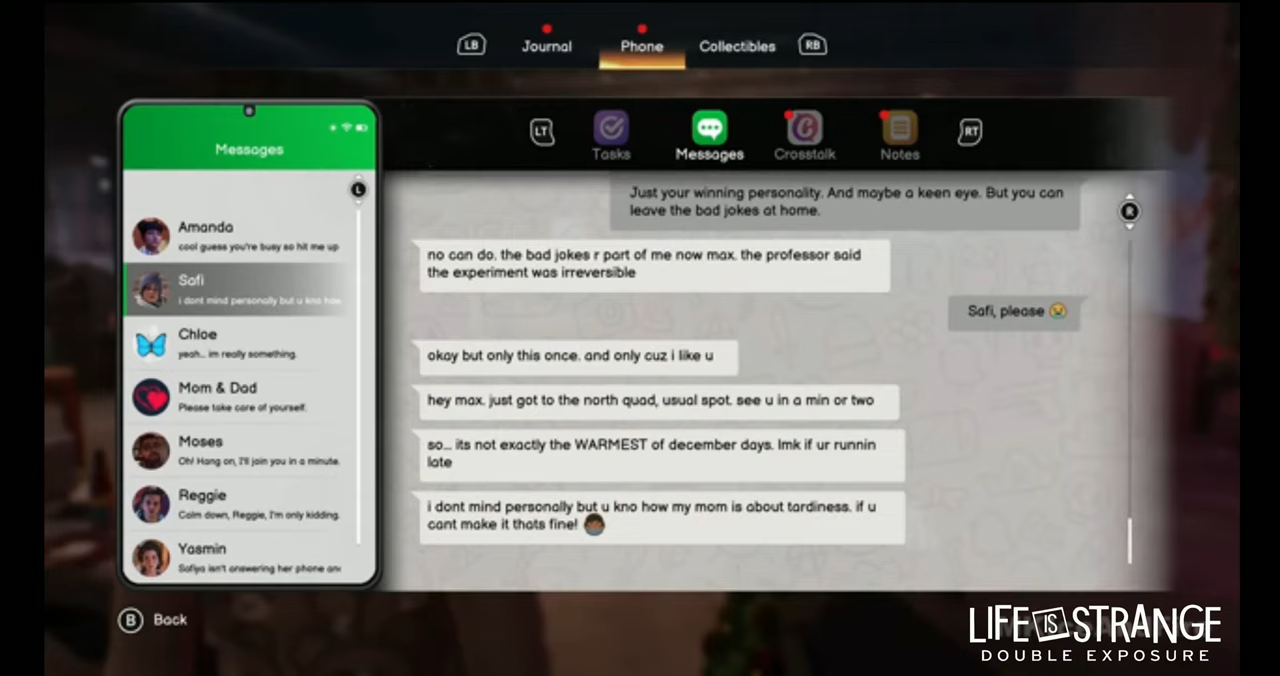 LB Journal Phone Collectibles RB
Messages
LT Tasks Messages Crosstalk Notes RT
L
Amanda
cool guess you're busy so hit me up
Safi
i dont mind personally but u kno how
Chloe
yeah... im really something.
Mom & Dad
Please take care of yourself.
Moses
Oh! Hang on, I'll join you in a minute.
Reggie
Calm down, Reggie, I'm only kidding.
Yasmin
Safiya isn't answering her phone and
Just your winning personality. And maybe a keen eye. But you can
leave the bad jokes at home.
R
no can do. the bad jokes r part of me now max. the professor said
the experiment was irreversible
Safi, please 😭
okay but only this once. and only cuz i like u
hey max. just got to the north quad, usual spot. see u in a min or two
so... its not exactly the WARMEST of december days. lmk if ur runnin
late
i dont mind personally but u kno how my mom is about tardiness. if u
cant make it thats fine!
B Back
LIFE IS STRANGE
DOUBLE EXPOSURE